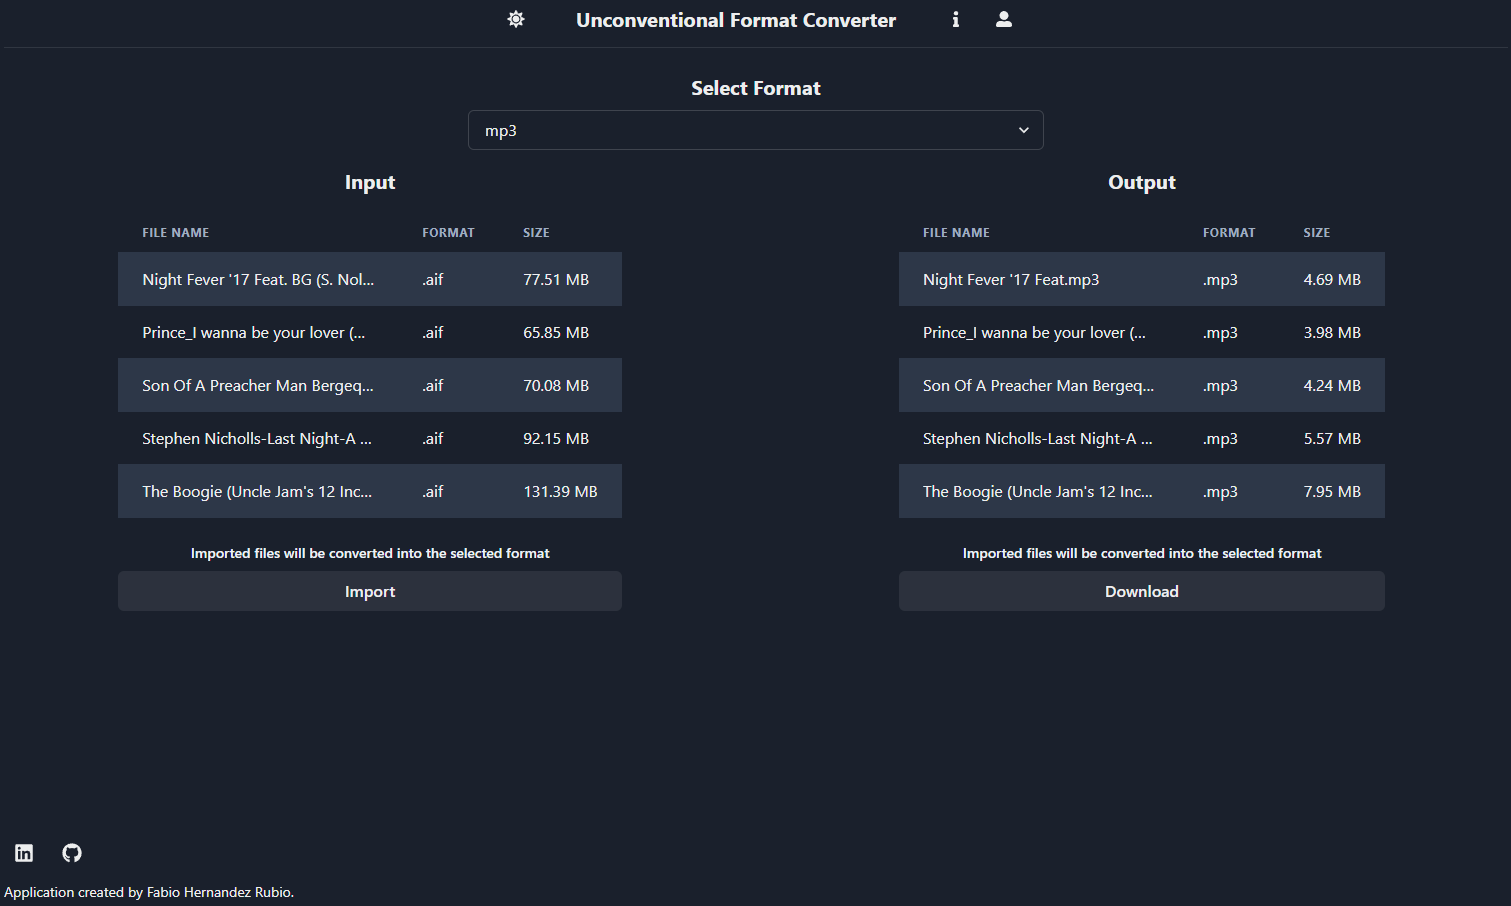 Unconventional Format Converter
Select Format
mp3
Input
FILE NAME FORMAT SIZE
Night Fever '17 Feat. BG (S. Nol... .aif 77.51 MB
Prince_I wanna be your lover (... .aif 65.85 MB
Son Of A Preacher Man Bergeq... .aif 70.08 MB
Stephen Nicholls-Last Night-A ... .aif 92.15 MB
The Boogie (Uncle Jam's 12 Inc... .aif 131.39 MB
Imported files will be converted into the selected format
Import
Output
FILE NAME FORMAT SIZE
Night Fever '17 Feat.mp3 .mp3 4.69 MB
Prince_I wanna be your lover (... .mp3 3.98 MB
Son Of A Preacher Man Bergeq... .mp3 4.24 MB
Stephen Nicholls-Last Night-A ... .mp3 5.57 MB
The Boogie (Uncle Jam's 12 Inc... .mp3 7.95 MB
Imported files will be converted into the selected format
Download
Application created by Fabio Hernandez Rubio.